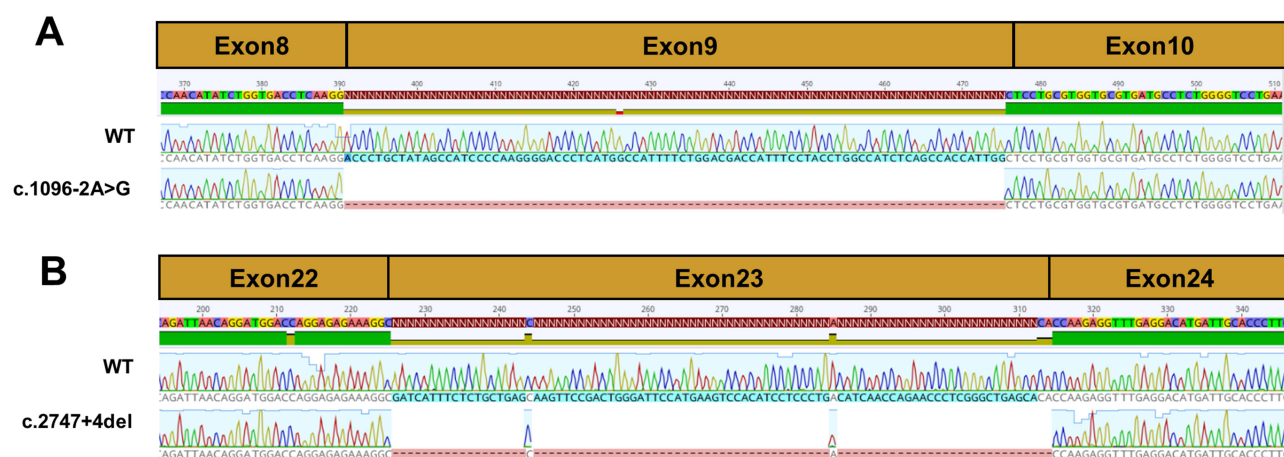 A
Exon8 Exon9 Exon10
370 380 390 400 410 420 430 440 450 460 470 480 490 500 510
WT
CCAACATATCTGGTGACCTCAAGGACCCTGCTATAGCCATCCCCAAGGGGACCCTCATGGCCATTTTCTGGACGACCATTTCCTACCTGGCCATCTCAGCCACCATTGGCTCCTGCGTGGTGCGTGATGCCTCTGGGGTCCTGAA
c.1096-2A>G
CCAACATATCTGGTGACCTCAAGG CTCCTGCGTGGTGCGTGATGCCTCTGGGGTCCTGAA
B
Exon22 Exon23 Exon24
200 210 220 230 240 250 260 270 280 290 300 310 320 330 340
WT
AGATTAACAGGATGGACCAGGAGAGAAAGGCGATCATTTCTCTGCTGAGCAAGTTCCGACTGGGATTCCATGAAGTCCACATCCTCCCTGACATCAACCAGAACCCTCGGGCTGAGCACACCAAGAGGTTTGAGGACATGATTGCACCCTT
c.2747+4del
AGATTAACAGGATGGACCAGGAGAGAAAGGC C A CCAAGAGGTTTGAGGACATGATTGCACCCTT